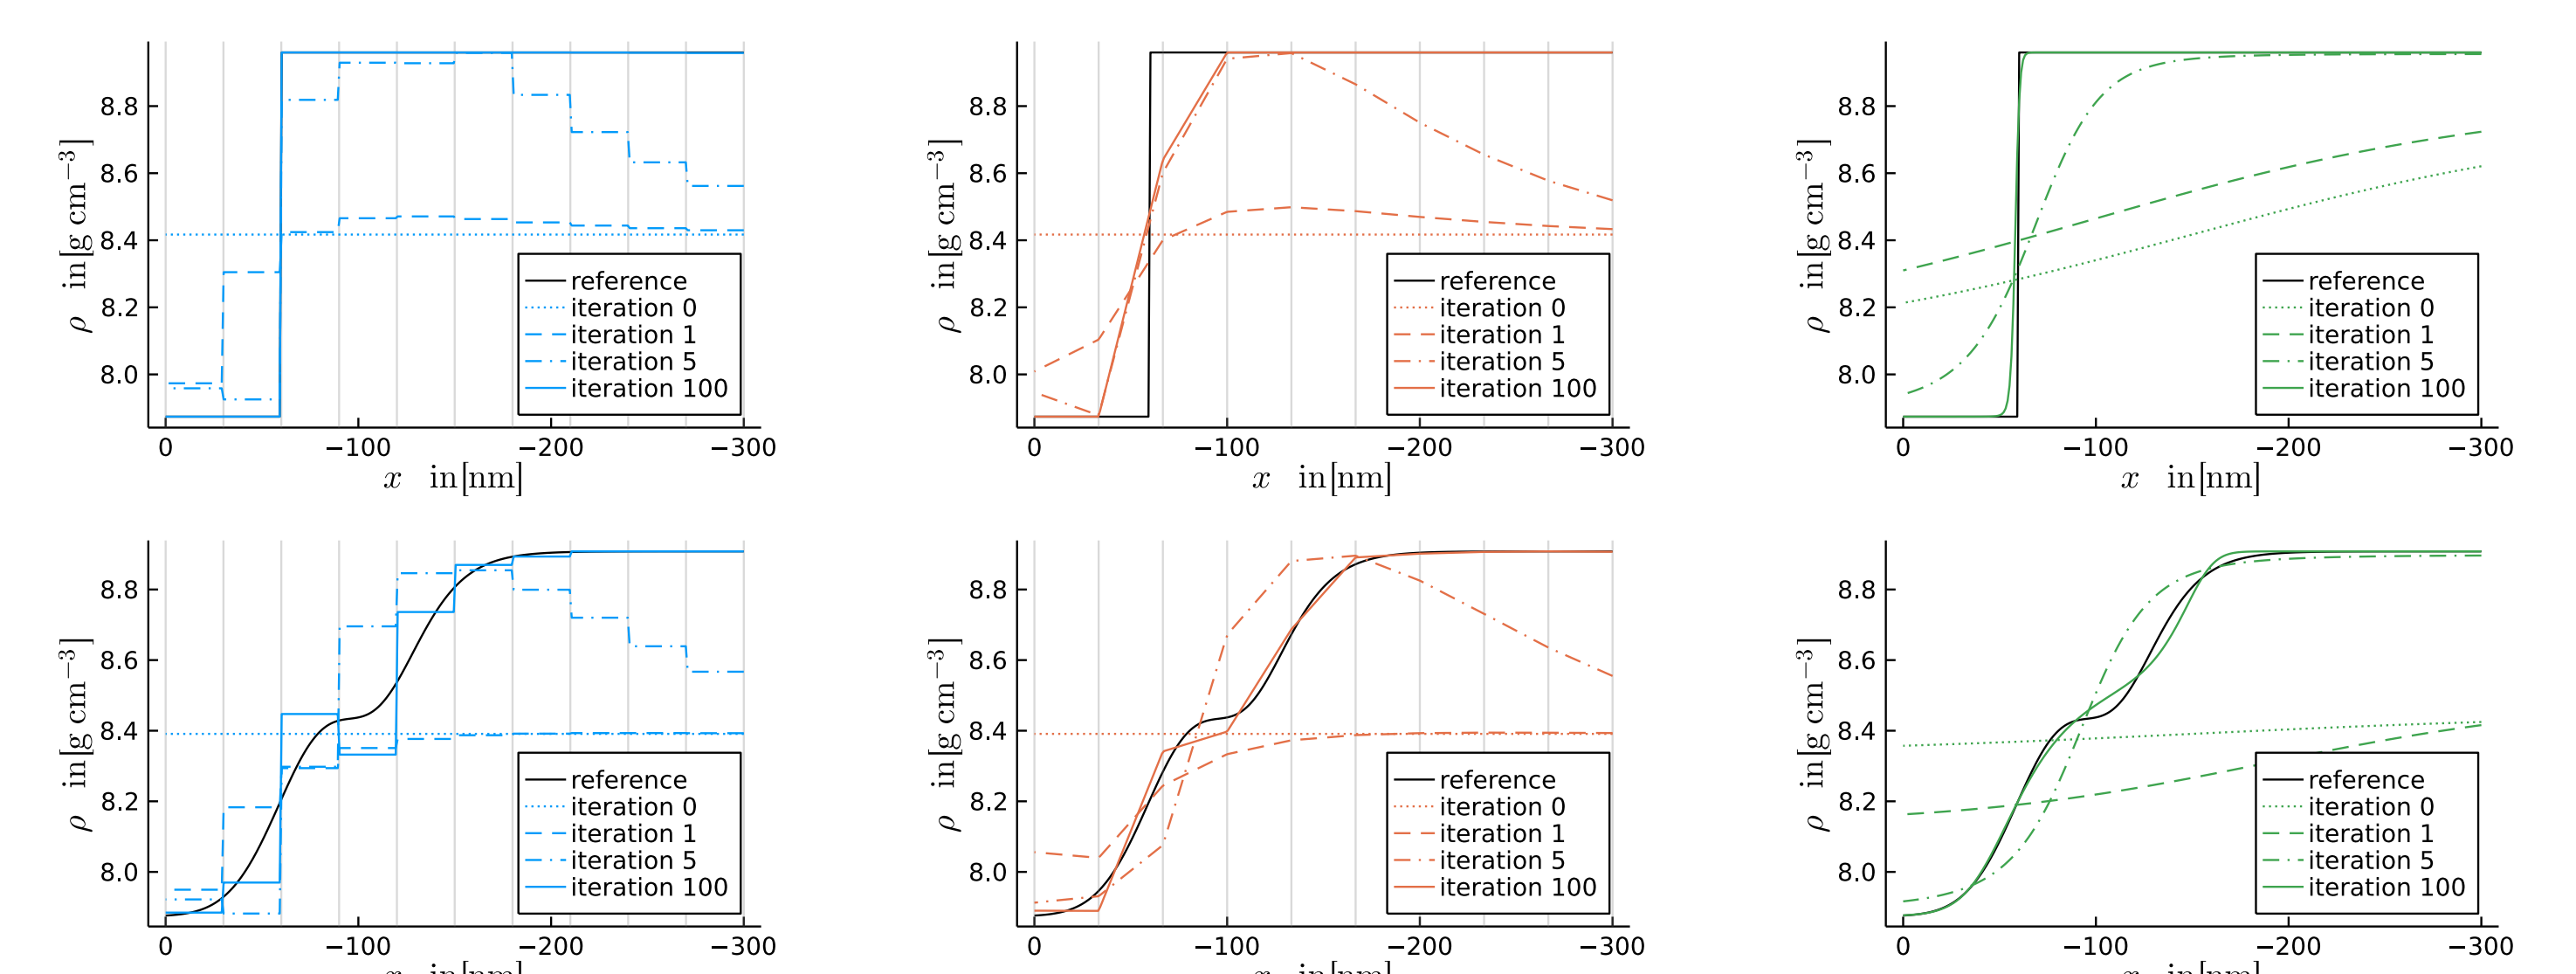 8.8
8.6
8.4
8.2
8.0
ρ in[g cm⁻³]
reference
iteration 0
iteration 1
iteration 5
iteration 100
0 −100 −200 −300
x in[nm]
8.8
8.6
8.4
8.2
8.0
ρ in[g cm⁻³]
reference
iteration 0
iteration 1
iteration 5
iteration 100
0 −100 −200 −300
x in[nm]
8.8
8.6
8.4
8.2
8.0
ρ in[g cm⁻³]
reference
iteration 0
iteration 1
iteration 5
iteration 100
0 −100 −200 −300
x in[nm]
8.8
8.6
8.4
8.2
8.0
ρ in[g cm⁻³]
reference
iteration 0
iteration 1
iteration 5
iteration 100
0 −100 −200 −300
x in[nm]
8.8
8.6
8.4
8.2
8.0
ρ in[g cm⁻³]
reference
iteration 0
iteration 1
iteration 5
iteration 100
0 −100 −200 −300
x in[nm]
8.8
8.6
8.4
8.2
8.0
ρ in[g cm⁻³]
reference
iteration 0
iteration 1
iteration 5
iteration 100
0 −100 −200 −300
x in[nm]